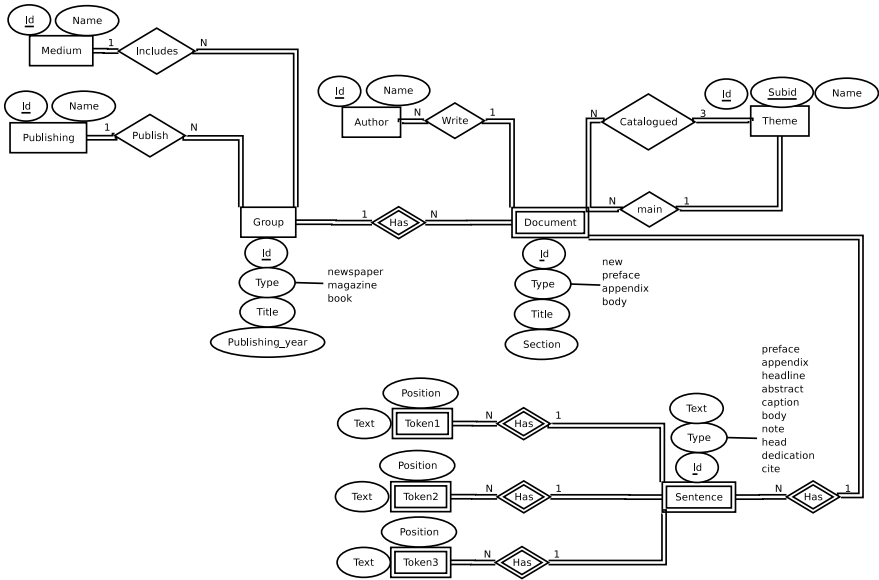 Id
Name
Medium
1
Includes
N
Id
Name
Publishing
1
Publish
N
Id
Name
Author
N
Write
1
N
Catalogued
3
Id
Subid
Name
Theme
N
main
1
Group
1
Has
N
Document
Id
Type
Title
Publishing_year
newspaper
magazine
book
Id
Type
Title
Section
new
preface
appendix
body
preface
appendix
headline
abstract
caption
body
note
head
dedication
cite
Text
Type
Id
Sentence
N
Has
1
Position
Text
Token1
N
Has
1
Position
Text
Token2
N
Has
1
Position
Text
Token3
N
Has
1